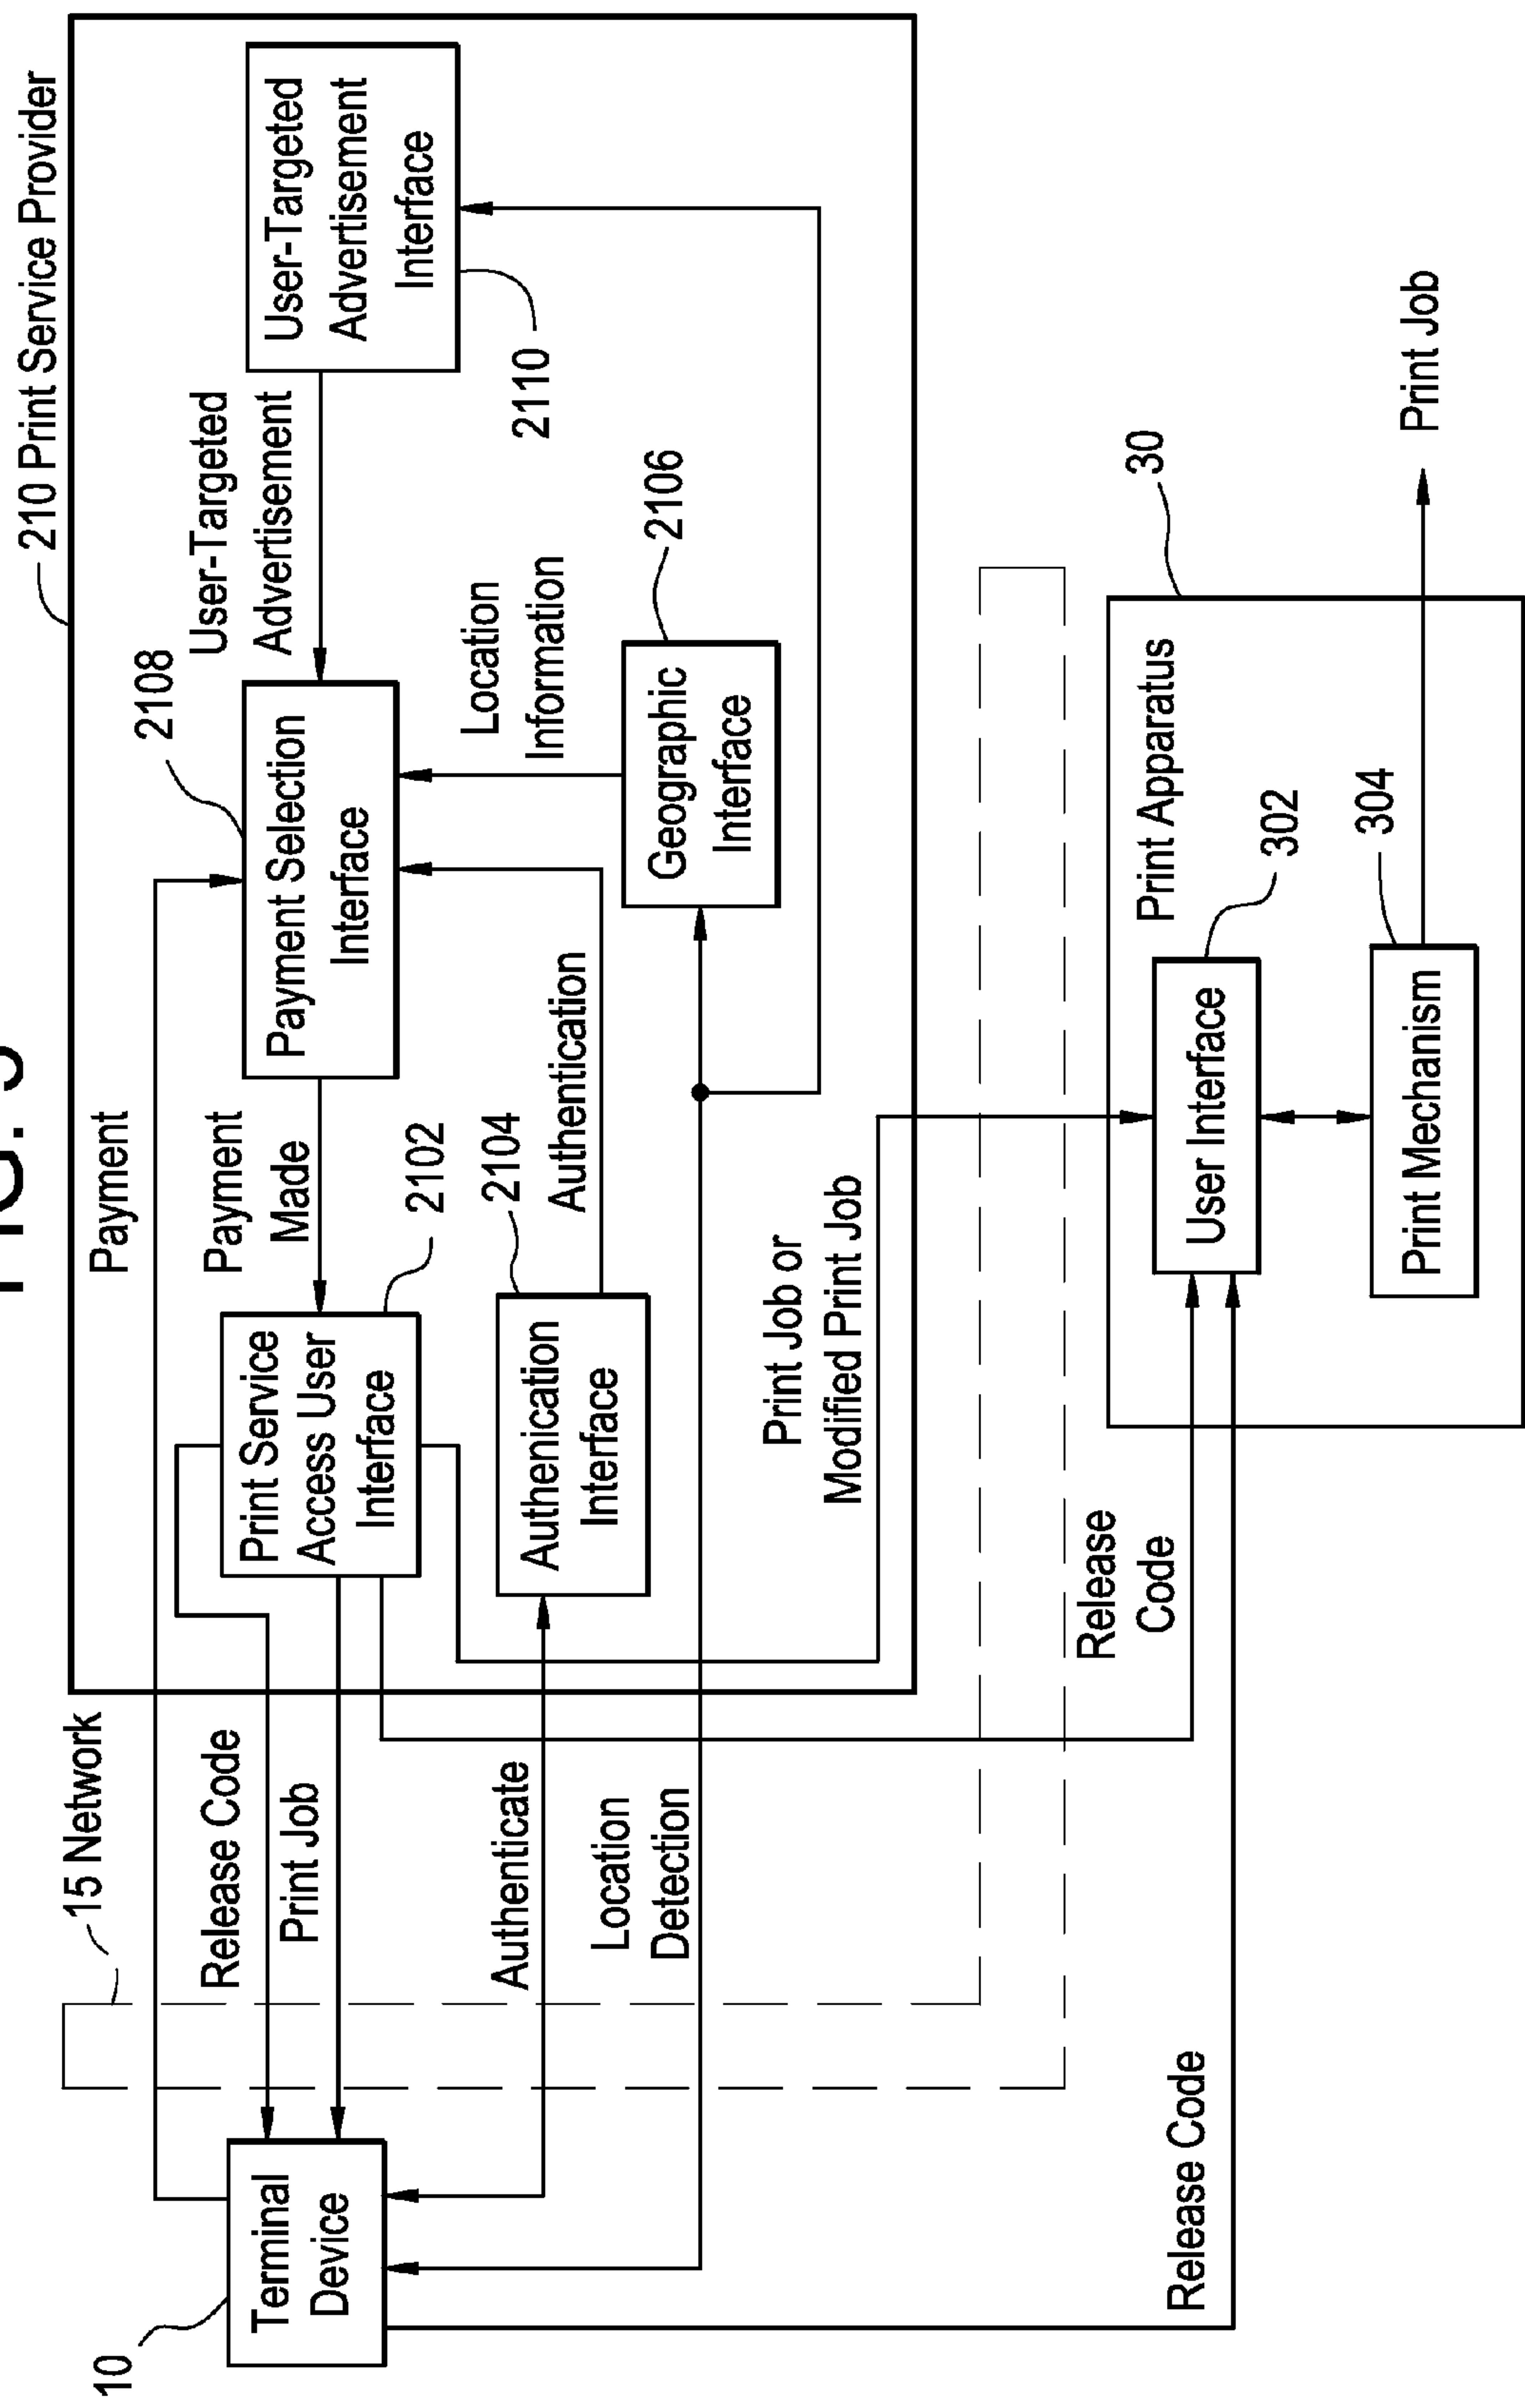 210 Print Service Provider
15 Network
10
Terminal
Device
Payment
Release Code
Print Job
Authenticate
Location
Detection
Payment
Made
Print Service
Access User
Interface
2102
2104
Authenication
Interface
Authentication
2108
Payment Selection
Interface
User-Targeted
Advertisement
User-Targeted
Advertisement
Interface
2110
Location
Information
2106
Geographic
Interface
Print Job or
Modified Print Job
Release
Code
Release Code
30
Print Apparatus
302
User Interface
304
Print Mechanism
Print Job